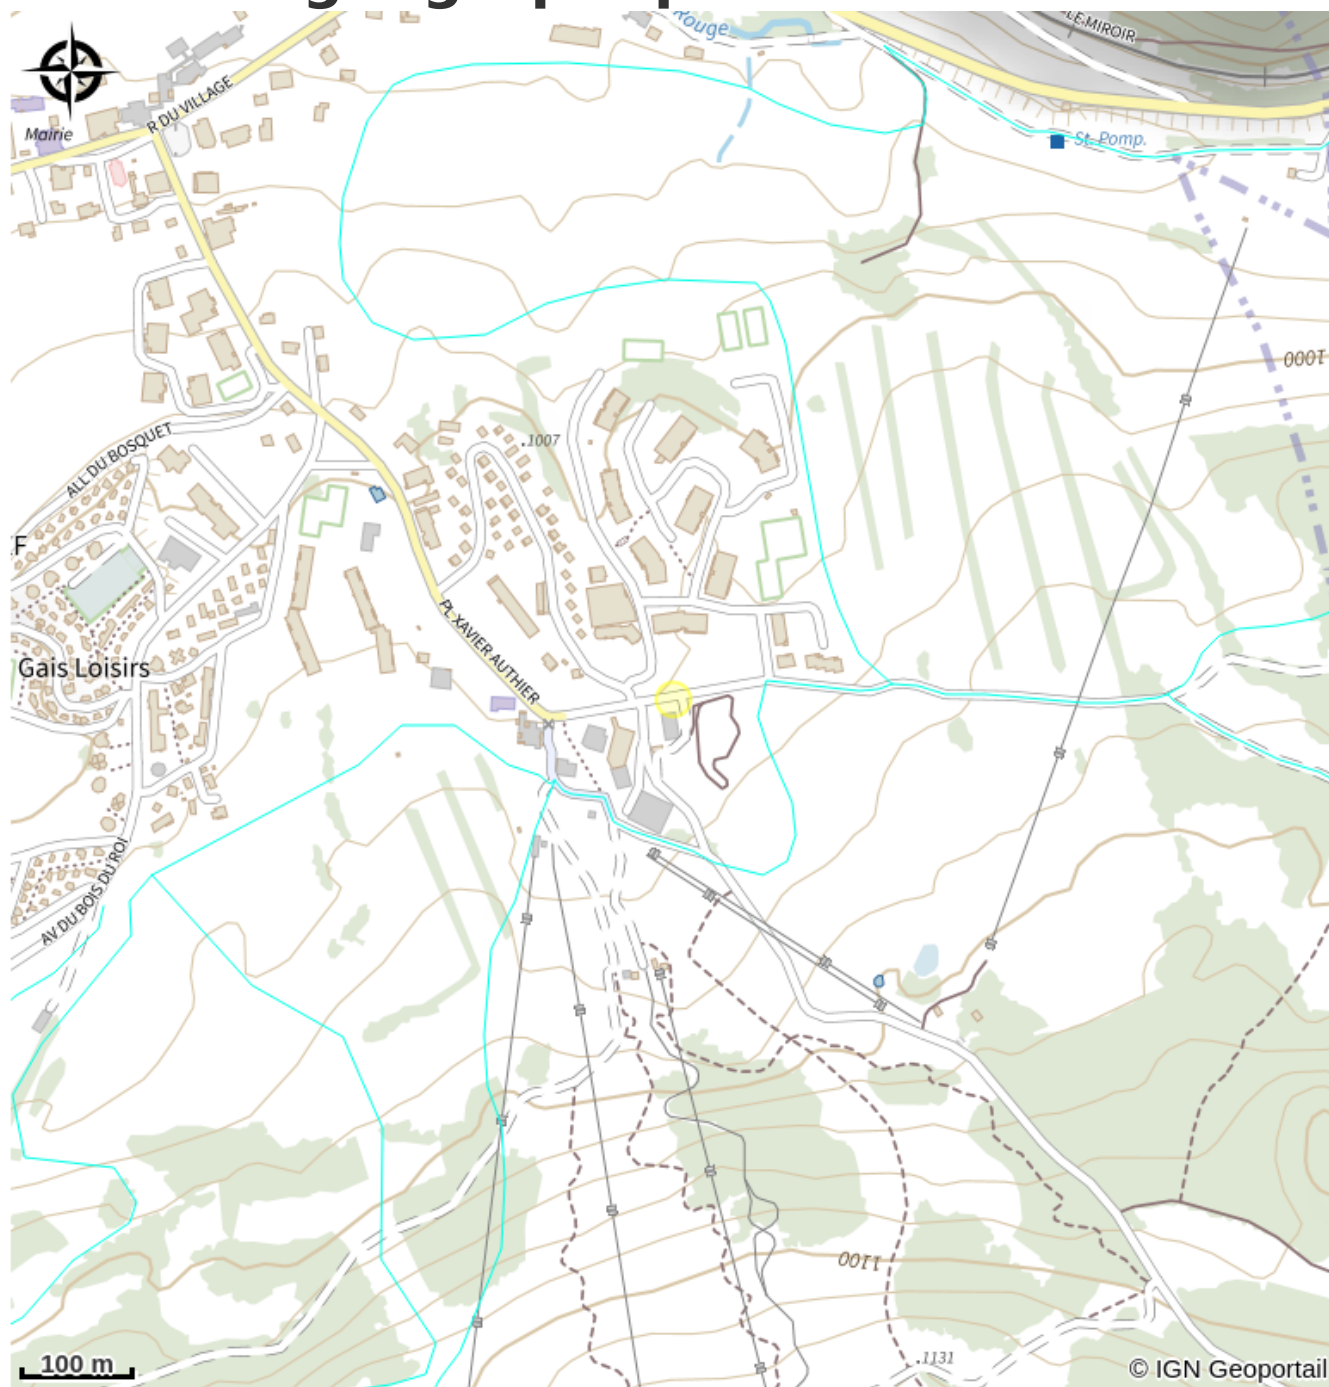 Rouge
LE MIROIR
R DU VILLAGE
Mairie
St. Pomp.
1000
ALL DU BOSQUET
.1007
F
PL XAVIER AUTHIER
Gais Loisirs
AV DU BOIS DU ROI
1100
.1131
100 m
© IGN Geoportail